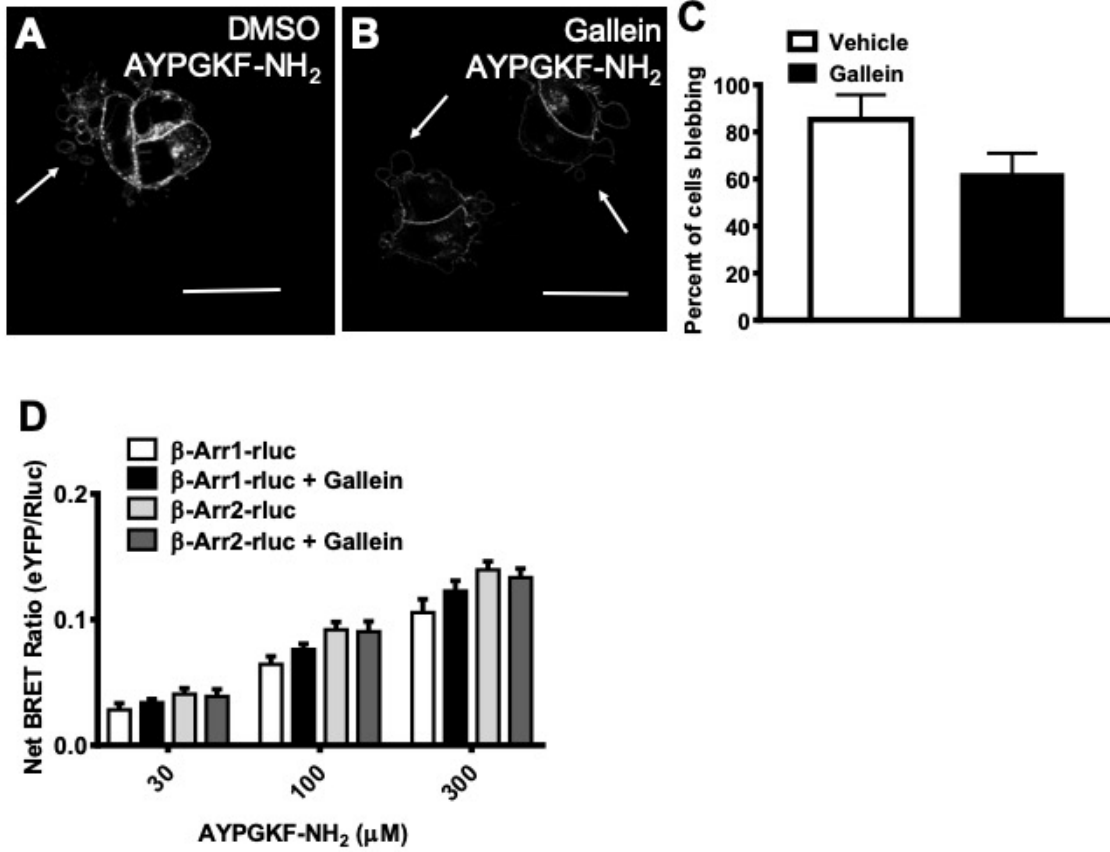 A
DMSO
AYPGKF-NH2
B
Gallein
AYPGKF-NH2
C
Vehicle
Gallein
Percent of cells blebbing
100
80
60
40
20
0
D
β-Arr1-rluc
β-Arr1-rluc + Gallein
β-Arr2-rluc
β-Arr2-rluc + Gallein
Net BRET Ratio (eYFP/Rluc)
0.2
0.1
0.0
30
100
300
AYPGKF-NH2 (μM)